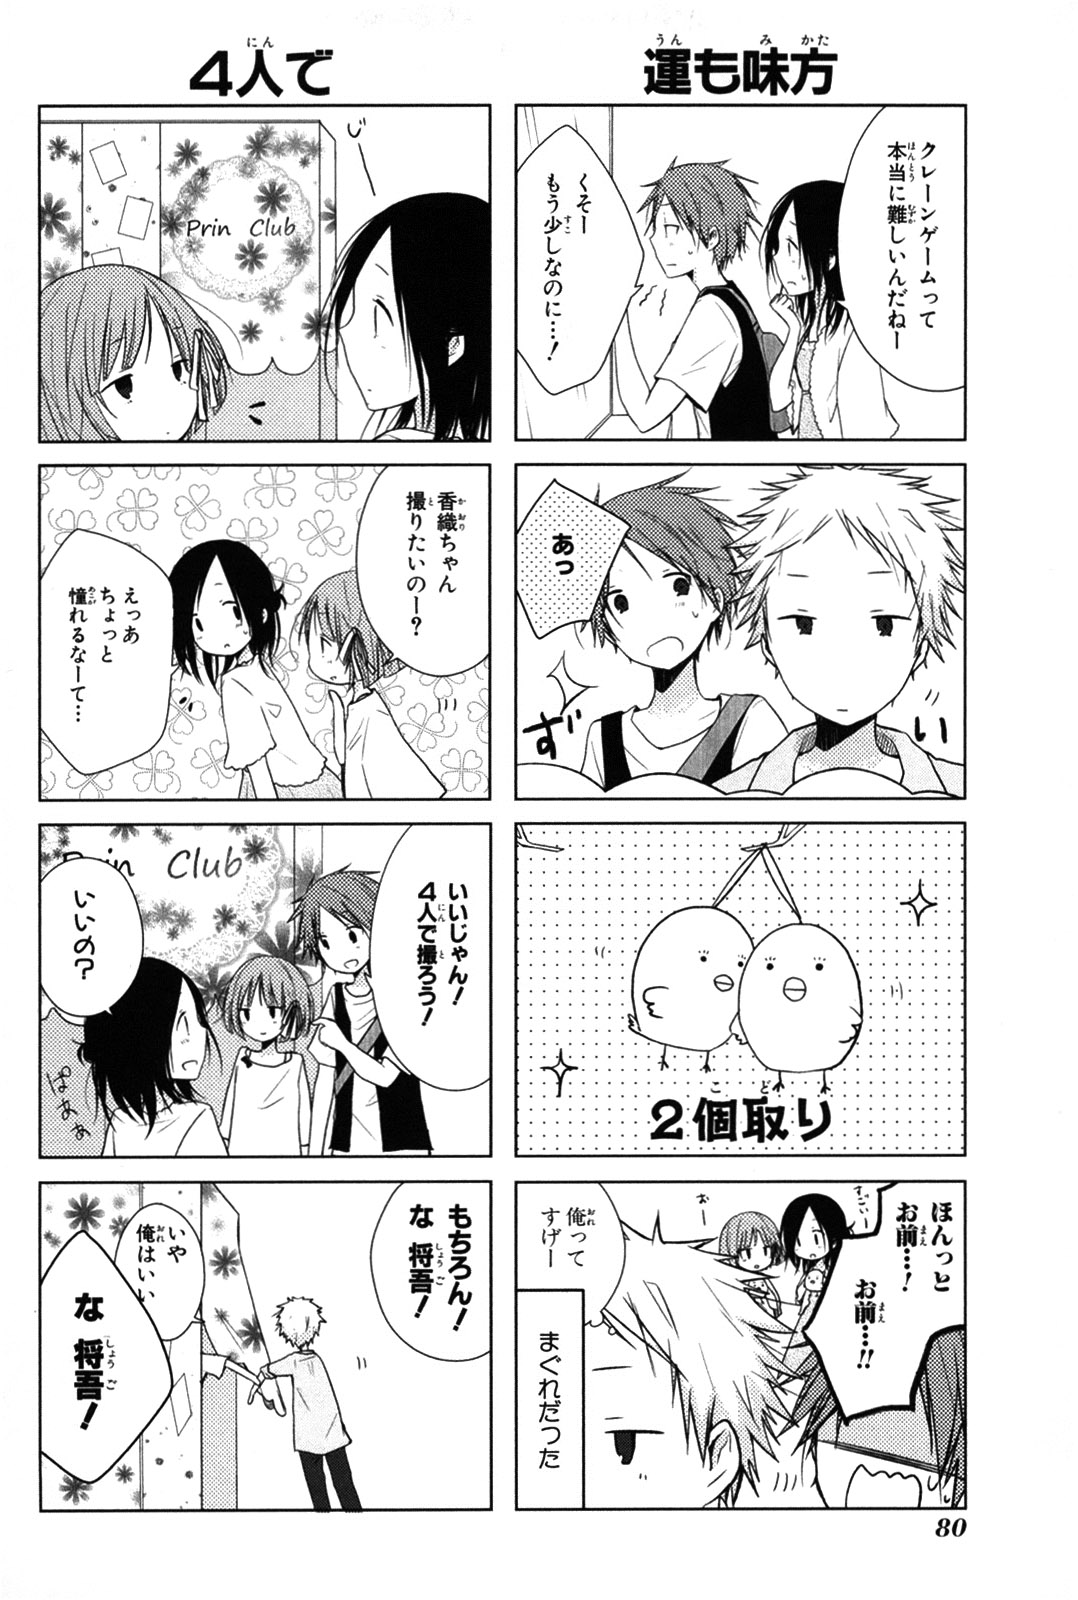 運も味方
クレーンゲームって
本当に難しいんだねー
くそー
もう少しなのに…！
あっ
ずい
2個取り
ほんっと
お前…！
お前…!!
すごいー
おー
俺って
すげー
まぐれだった
4人で
じー
Prin Club
香織ちゃん
撮りたいのー？
えっあ
ちょっと
憧れるなーて…
Prin Club
いいじゃん！
4人で撮ろう！
いいの？
ぱあぁぁ
もちろん！
な 将吾！
いや
俺はいい
な 将吾！
80